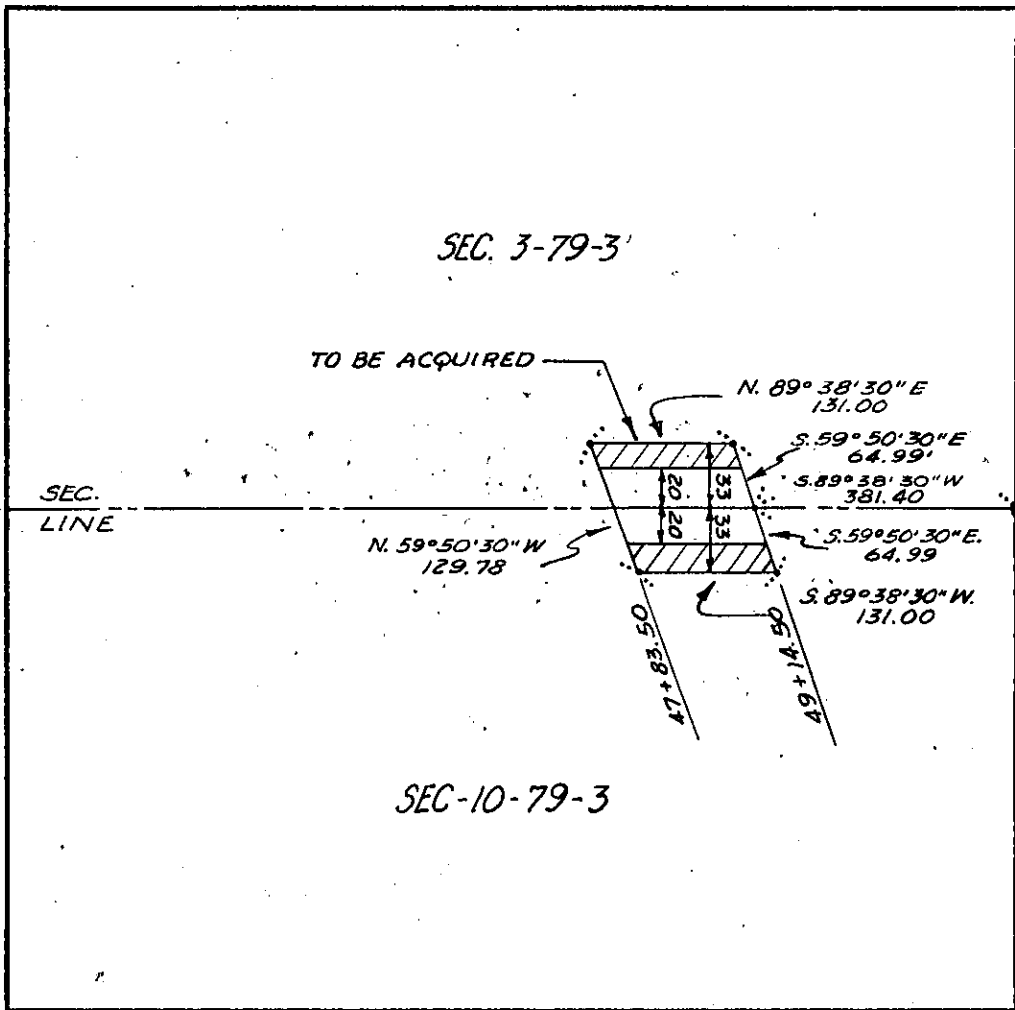 SEC. 3-79-3
TO BE ACQUIRED
N. 89° 38' 30" E
131.00
S. 59° 50' 30" E
64.99'
S. 89° 38' 30" W
381.40
SEC.
LINE
20
33
20
33
N. 59° 50' 30" W
129.78
S. 59° 50' 30" E.
64.99
S. 89° 38' 30" W.
131.00
47+83.50
49+14.50
SEC-10-79-3